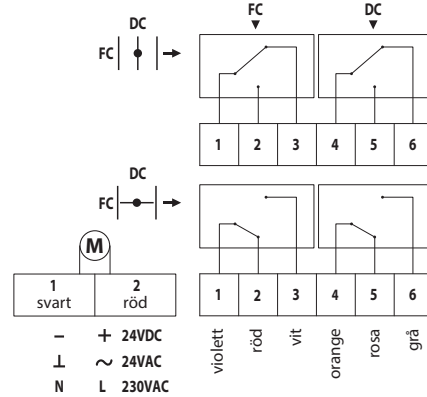 FC DC
DC
FC
1 2 3 4 5 6
DC
FC
M
1 2
svart röd
1 2 3 4 5 6
violett röd vit orange rosa grå
– + 24VDC
⊥ ~ 24VAC
N L 230VAC